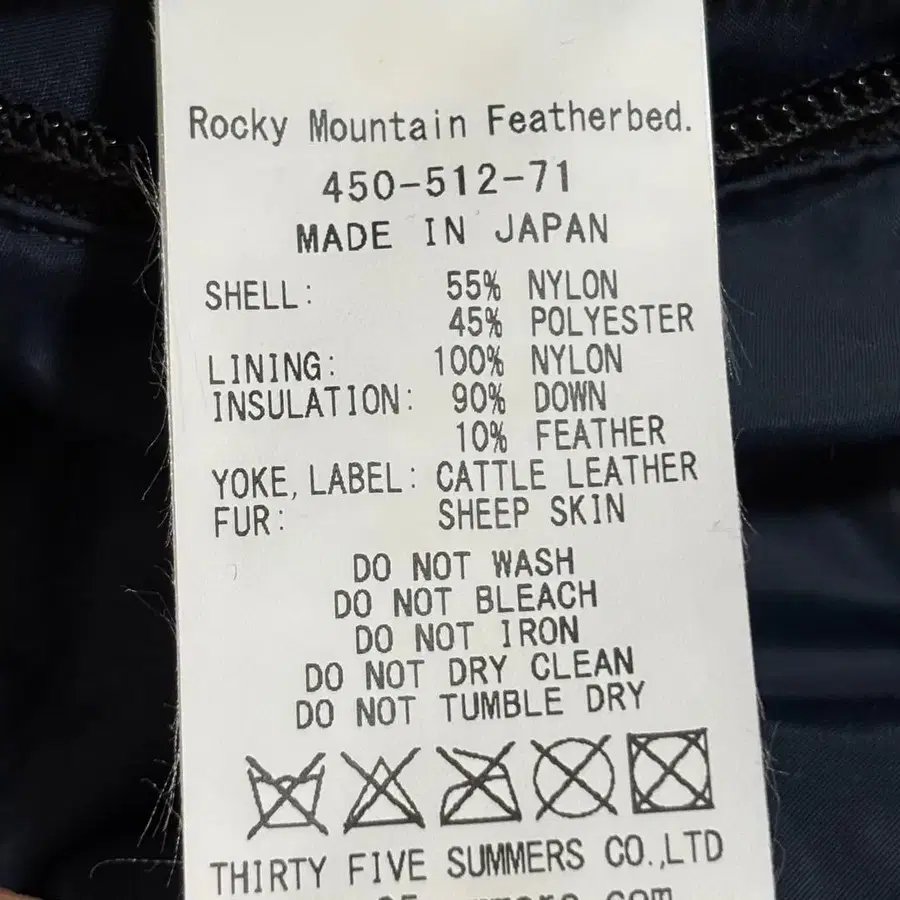 Rocky Mountain Featherbed.
450-512-71
MADE IN JAPAN
SHELL: 55% NYLON
45% POLYESTER
LINING: 100% NYLON
INSULATION: 90% DOWN
10% FEATHER
YOKE, LABEL: CATTLE LEATHER
FUR: SHEEP SKIN
DO NOT WASH
DO NOT BLEACH
DO NOT IRON
DO NOT DRY CLEAN
DO NOT TUMBLE DRY
THIRTY FIVE SUMMERS CO.,LTD